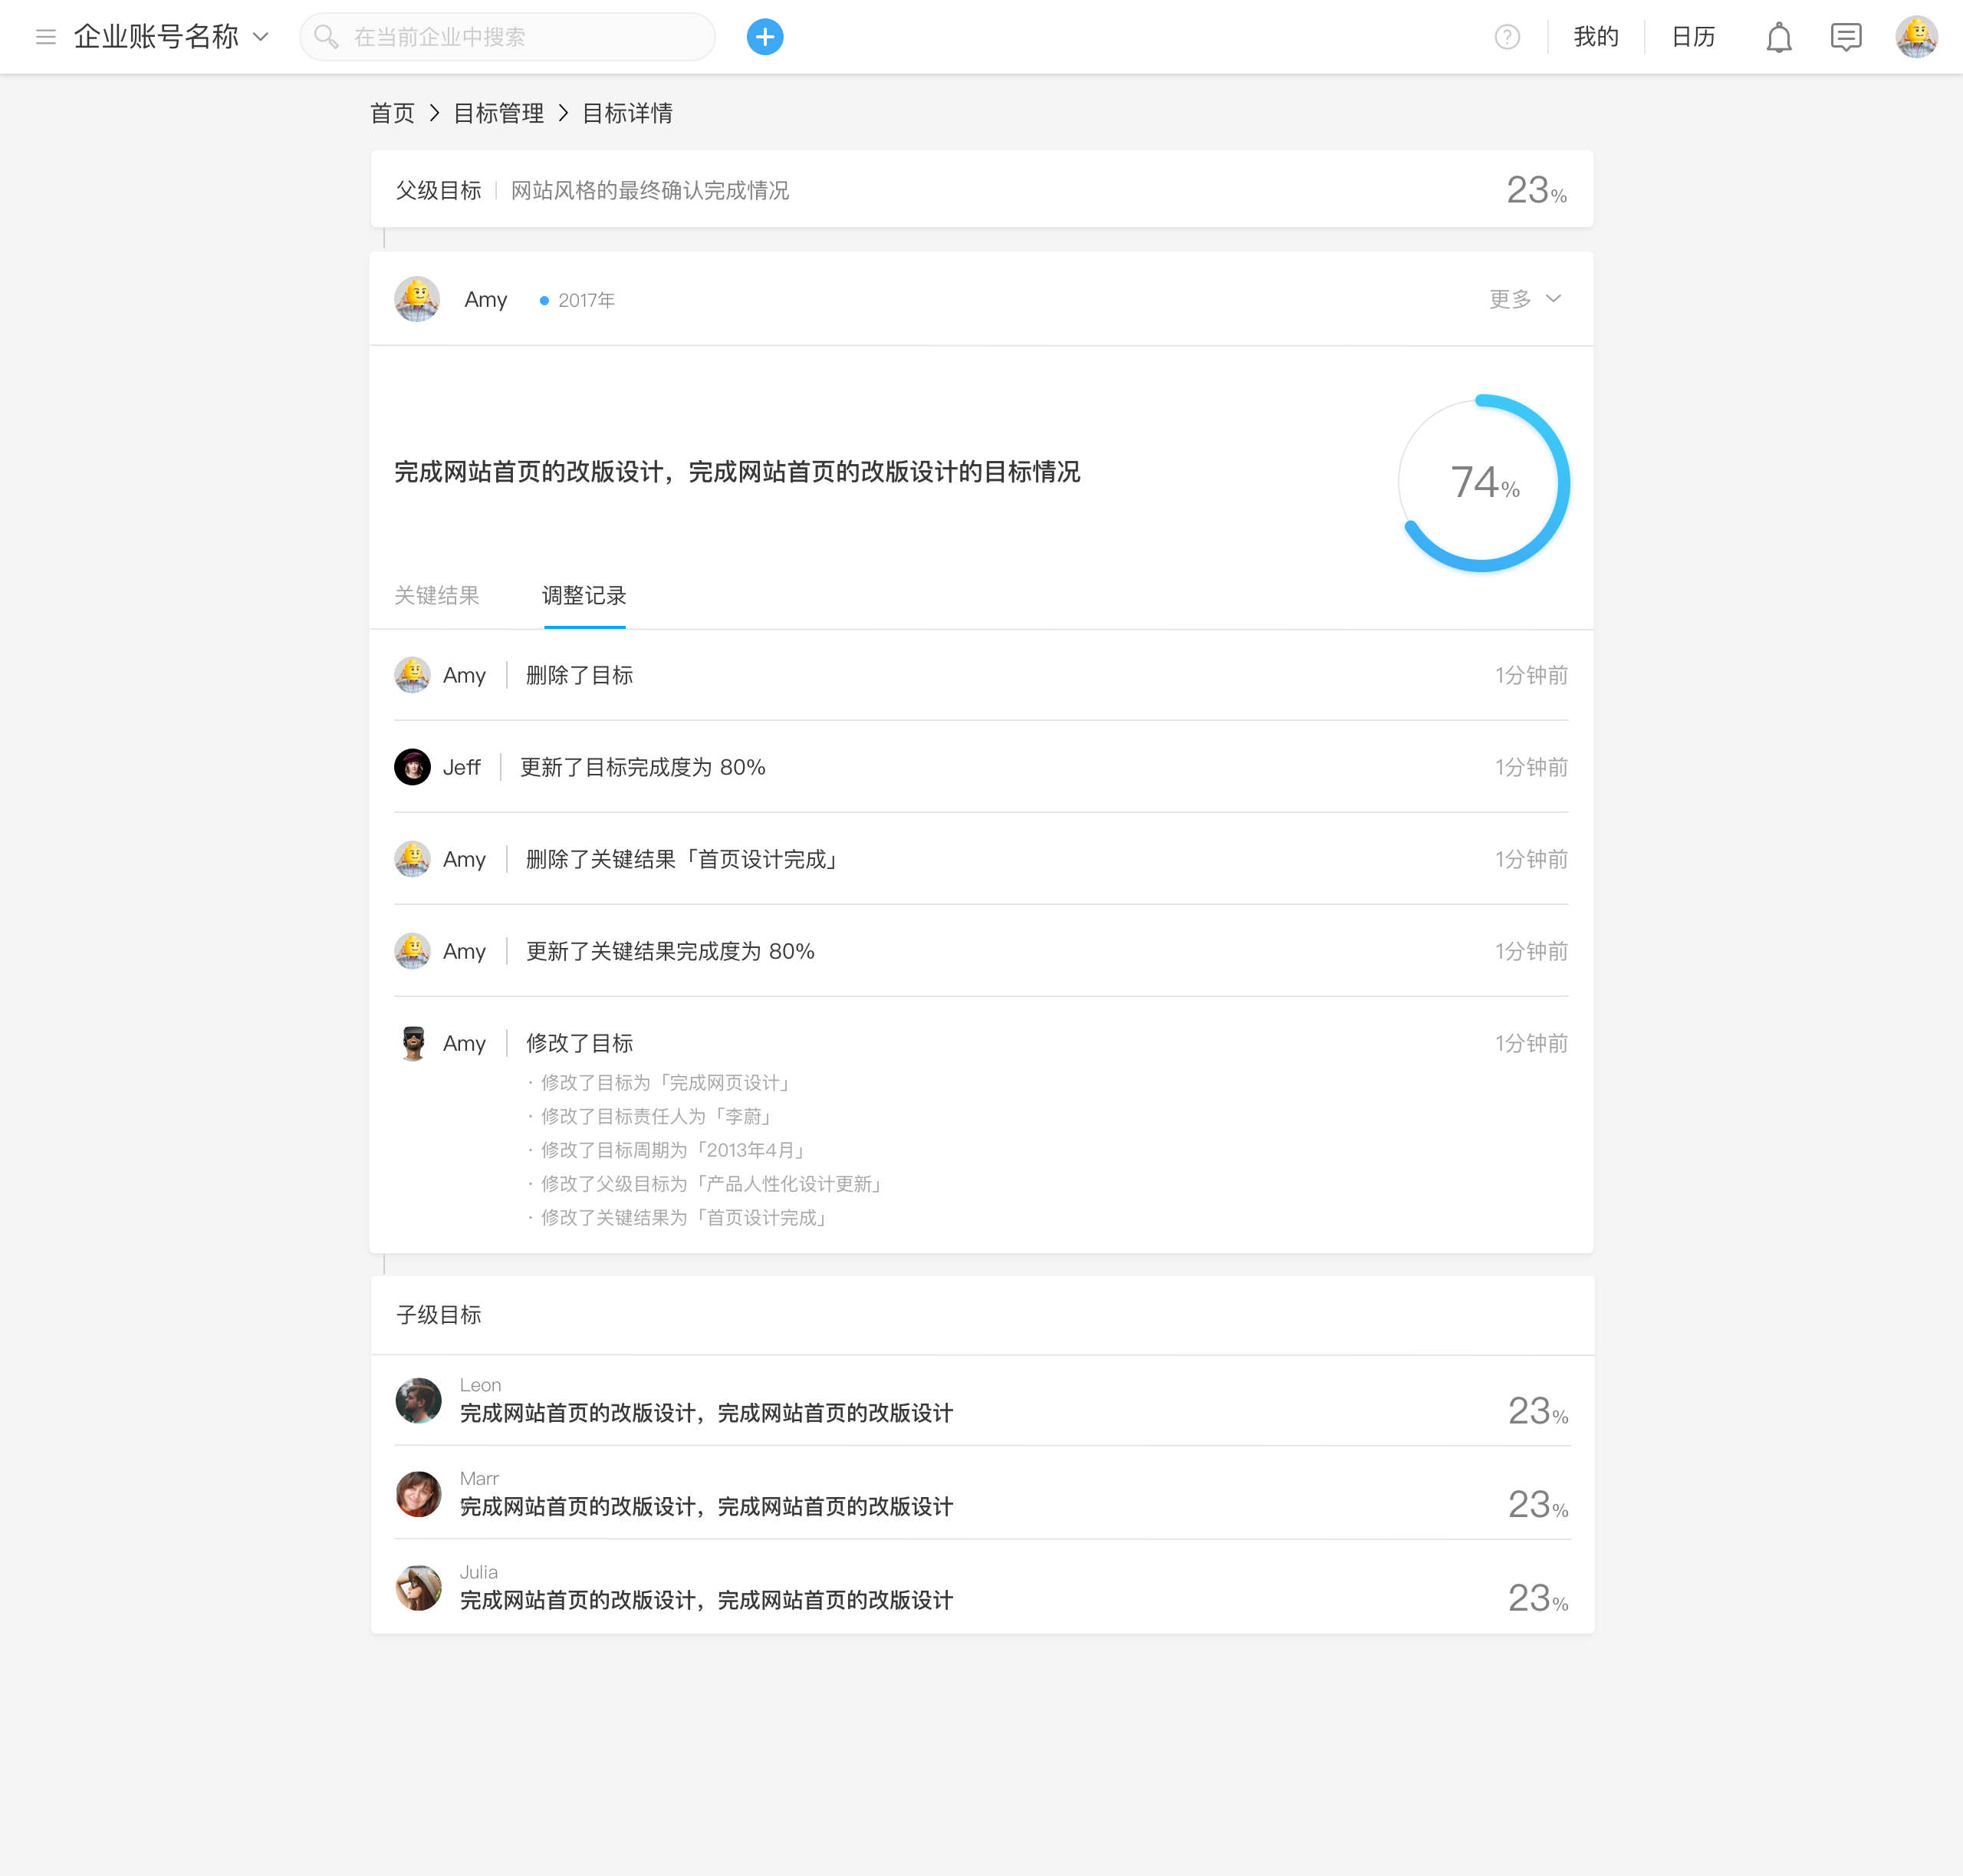 企业账号名称
在当前企业中搜索
我的
日历
首页 > 目标管理 > 目标详情
父级目标 网站风格的最终确认完成情况 23%
Amy 2017年 更多
完成网站首页的改版设计，完成网站首页的改版设计的目标情况
74%
关键结果 调整记录
Amy 删除了目标 1分钟前
Jeff 更新了目标完成度为 80% 1分钟前
Amy 删除了关键结果「首页设计完成」 1分钟前
Amy 更新了关键结果完成度为 80% 1分钟前
Amy 修改了目标 1分钟前
· 修改了目标为「完成网页设计」
· 修改了目标责任人为「李蔚」
· 修改了目标周期为「2013年4月」
· 修改了父级目标为「产品人性化设计更新」
· 修改了关键结果为「首页设计完成」
子级目标
Leon
完成网站首页的改版设计，完成网站首页的改版设计 23%
Marr
完成网站首页的改版设计，完成网站首页的改版设计 23%
Julia
完成网站首页的改版设计，完成网站首页的改版设计 23%